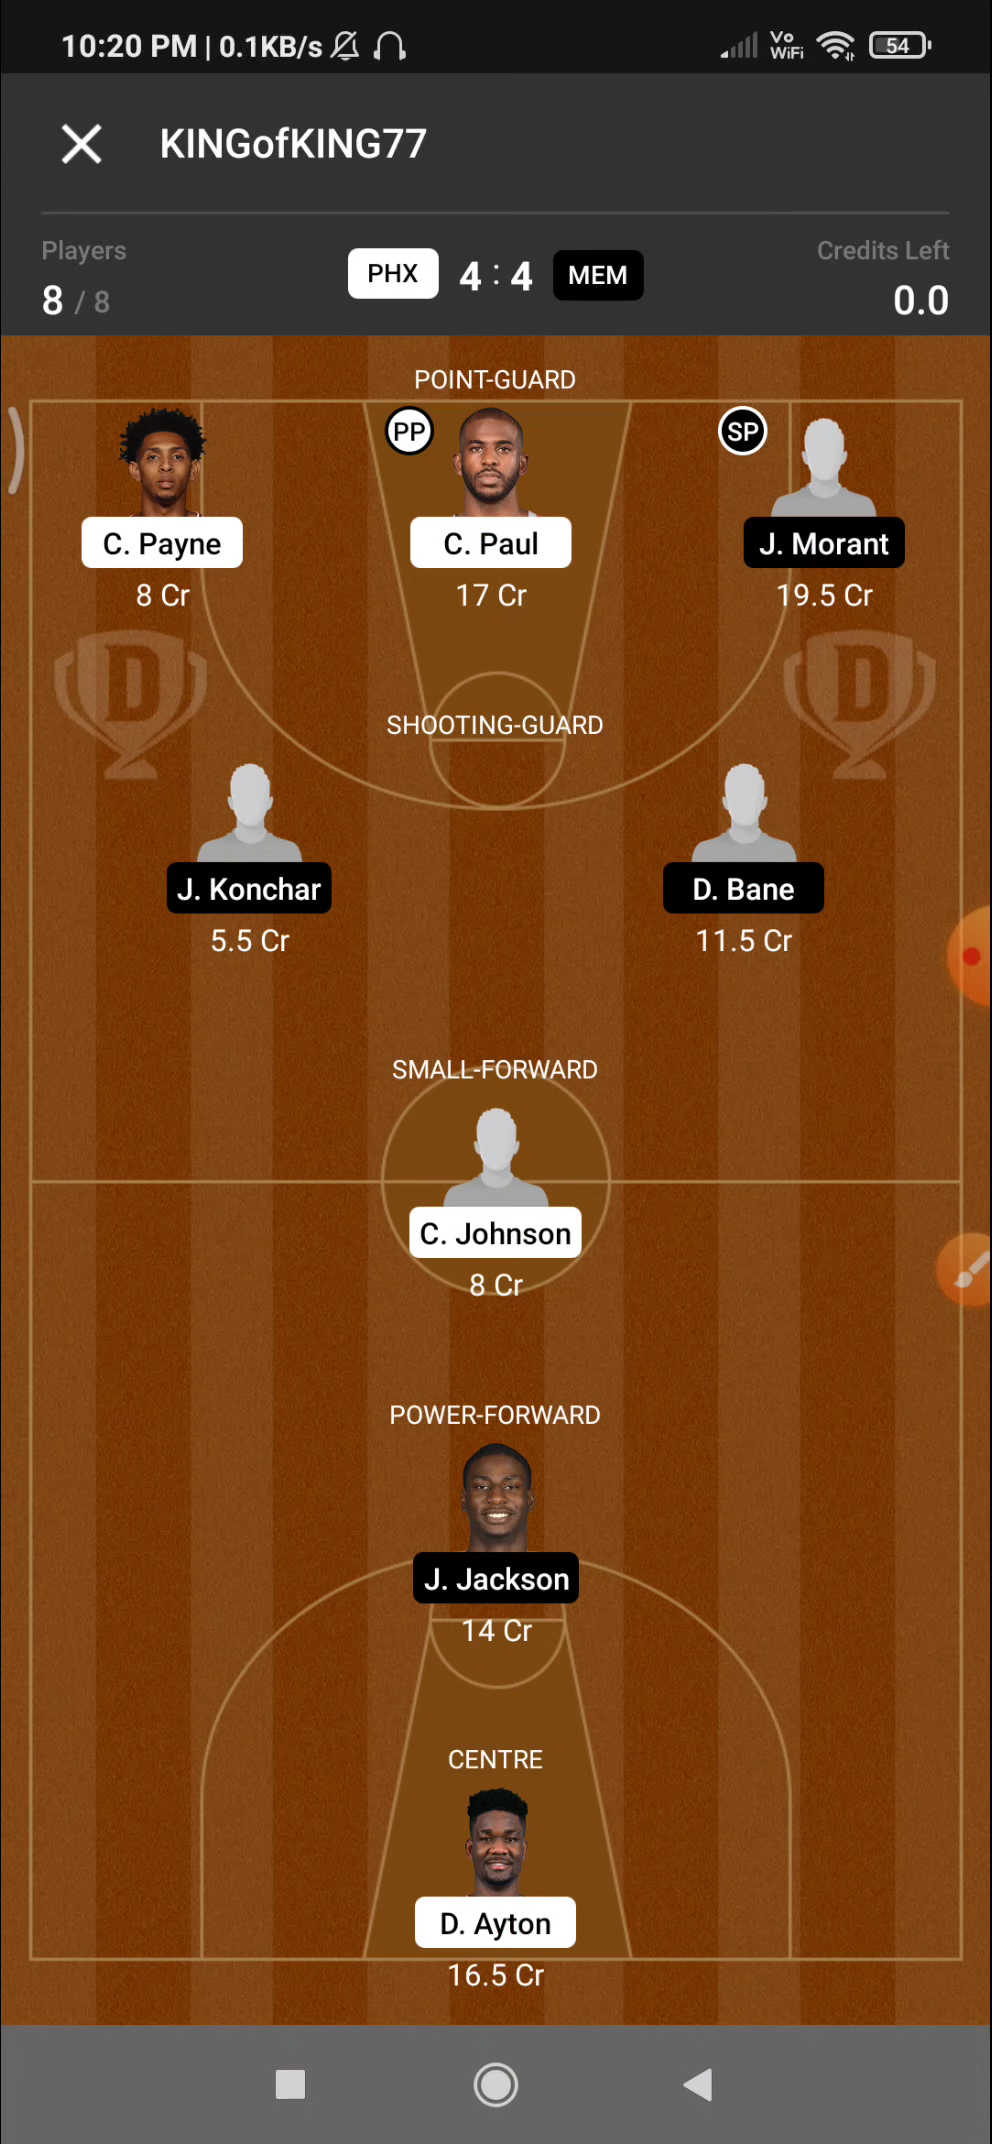 10:20 PM | 0.1KB/s Vo WiFi 54
KINGofKING77
Players Credits Left
8 / 8 PHX 4 : 4 MEM 0.0
POINT-GUARD
PP SP
C. Payne C. Paul J. Morant
8 Cr 17 Cr 19.5 Cr
D D
SHOOTING-GUARD
J. Konchar D. Bane
5.5 Cr 11.5 Cr
SMALL-FORWARD
C. Johnson
8 Cr
POWER-FORWARD
J. Jackson
14 Cr
CENTRE
D. Ayton
16.5 Cr